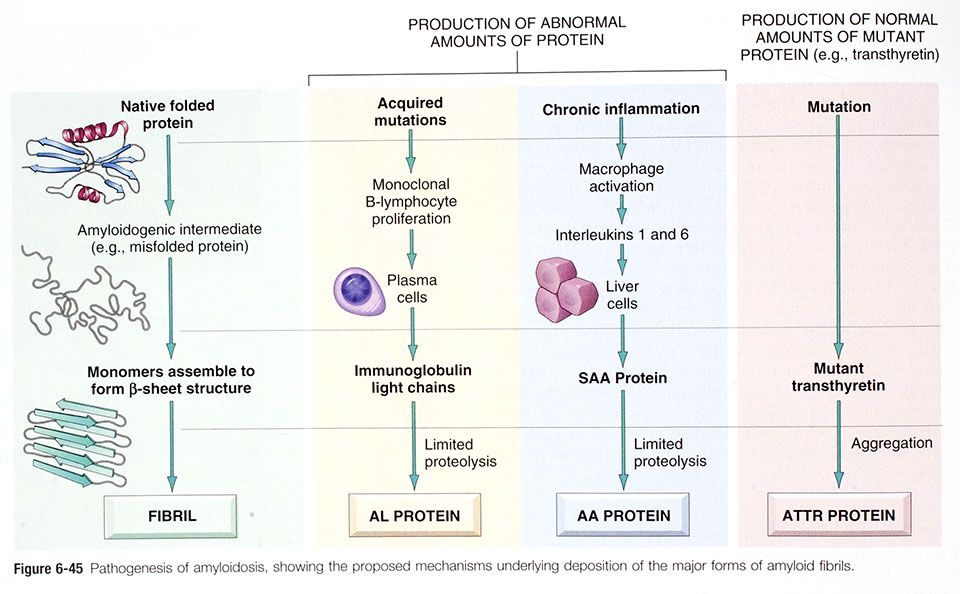 PRODUCTION OF ABNORMAL
AMOUNTS OF PROTEIN
PRODUCTION OF NORMAL
AMOUNTS OF MUTANT
PROTEIN (e.g., transthyretin)
Native folded
protein
Amyloidogenic intermediate
(e.g., misfolded protein)
Monomers assemble to
form β-sheet structure
FIBRIL
Acquired
mutations
Monoclonal
B-lymphocyte
proliferation
Plasma
cells
Immunoglobulin
light chains
Limited
proteolysis
AL PROTEIN
Chronic inflammation
Macrophage
activation
Interleukins 1 and 6
Liver
cells
SAA Protein
Limited
proteolysis
AA PROTEIN
Mutation
Mutant
transthyretin
Aggregation
ATTR PROTEIN
Figure 6-45 Pathogenesis of amyloidosis, showing the proposed mechanisms underlying deposition of the major forms of amyloid fibrils.